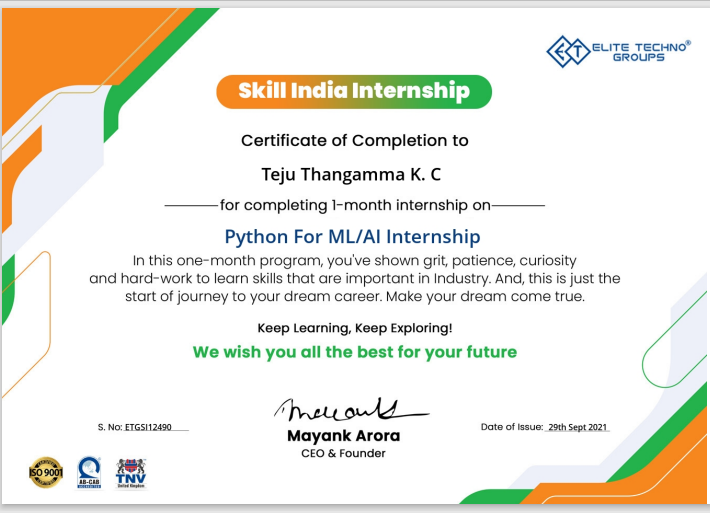 ELITE TECHNO®
GROUPS
Skill India Internship
Certificate of Completion to
Teju Thangamma K. C
for completing 1-month internship on
Python For ML/AI Internship
In this one-month program, you've shown grit, patience, curiosity
and hard-work to learn skills that are important in Industry. And, this is just the
start of journey to your dream career. Make your dream come true.
Keep Learning, Keep Exploring!
We wish you all the best for your future
S. No: ETGSI12490
Date of Issue: 29th Sept 2021
Mayank Arora
CEO & Founder
ISO 9001
AB-CAB
TNV
United Kingdom